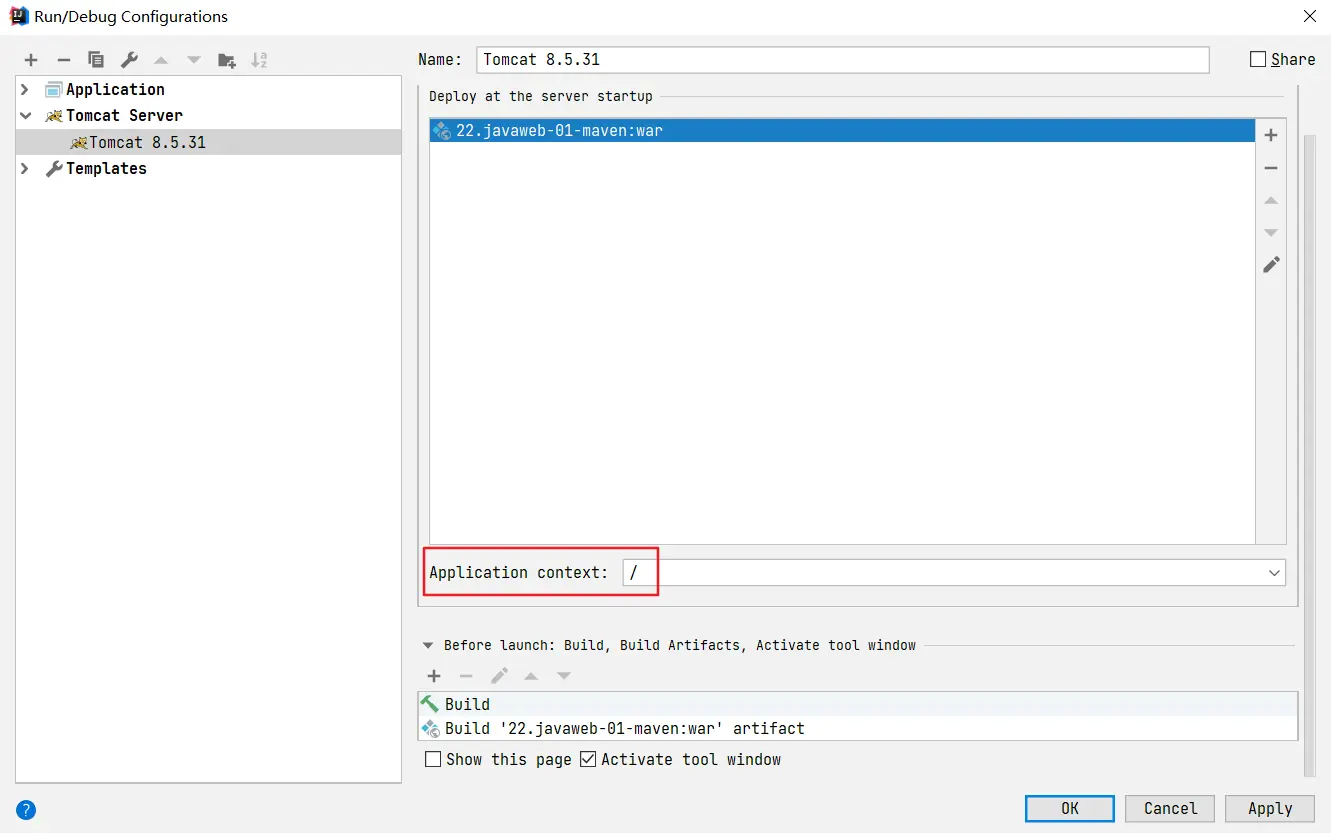 Run/Debug Configurations
Name: Tomcat 8.5.31
Share
Application
Tomcat Server
Tomcat 8.5.31
Templates
Deploy at the server startup
22.javaweb-01-maven:war
Application context: /
Before launch: Build, Build Artifacts, Activate tool window
Build
Build '22.javaweb-01-maven:war' artifact
Show this page Activate tool window
? OK Cancel Apply